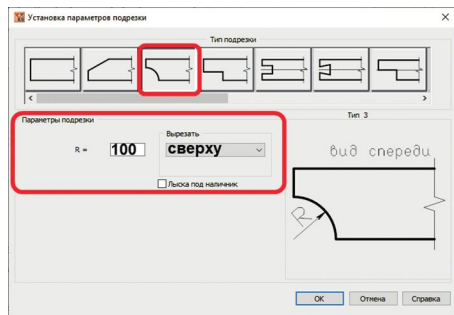 Установка параметров подрезки
Тип подрезки
Параметры подрезки
R =
100
Вырезать
сверху
Лыска под наличник
Тип 3
вид спереди
R
OK
Отмена
Справка